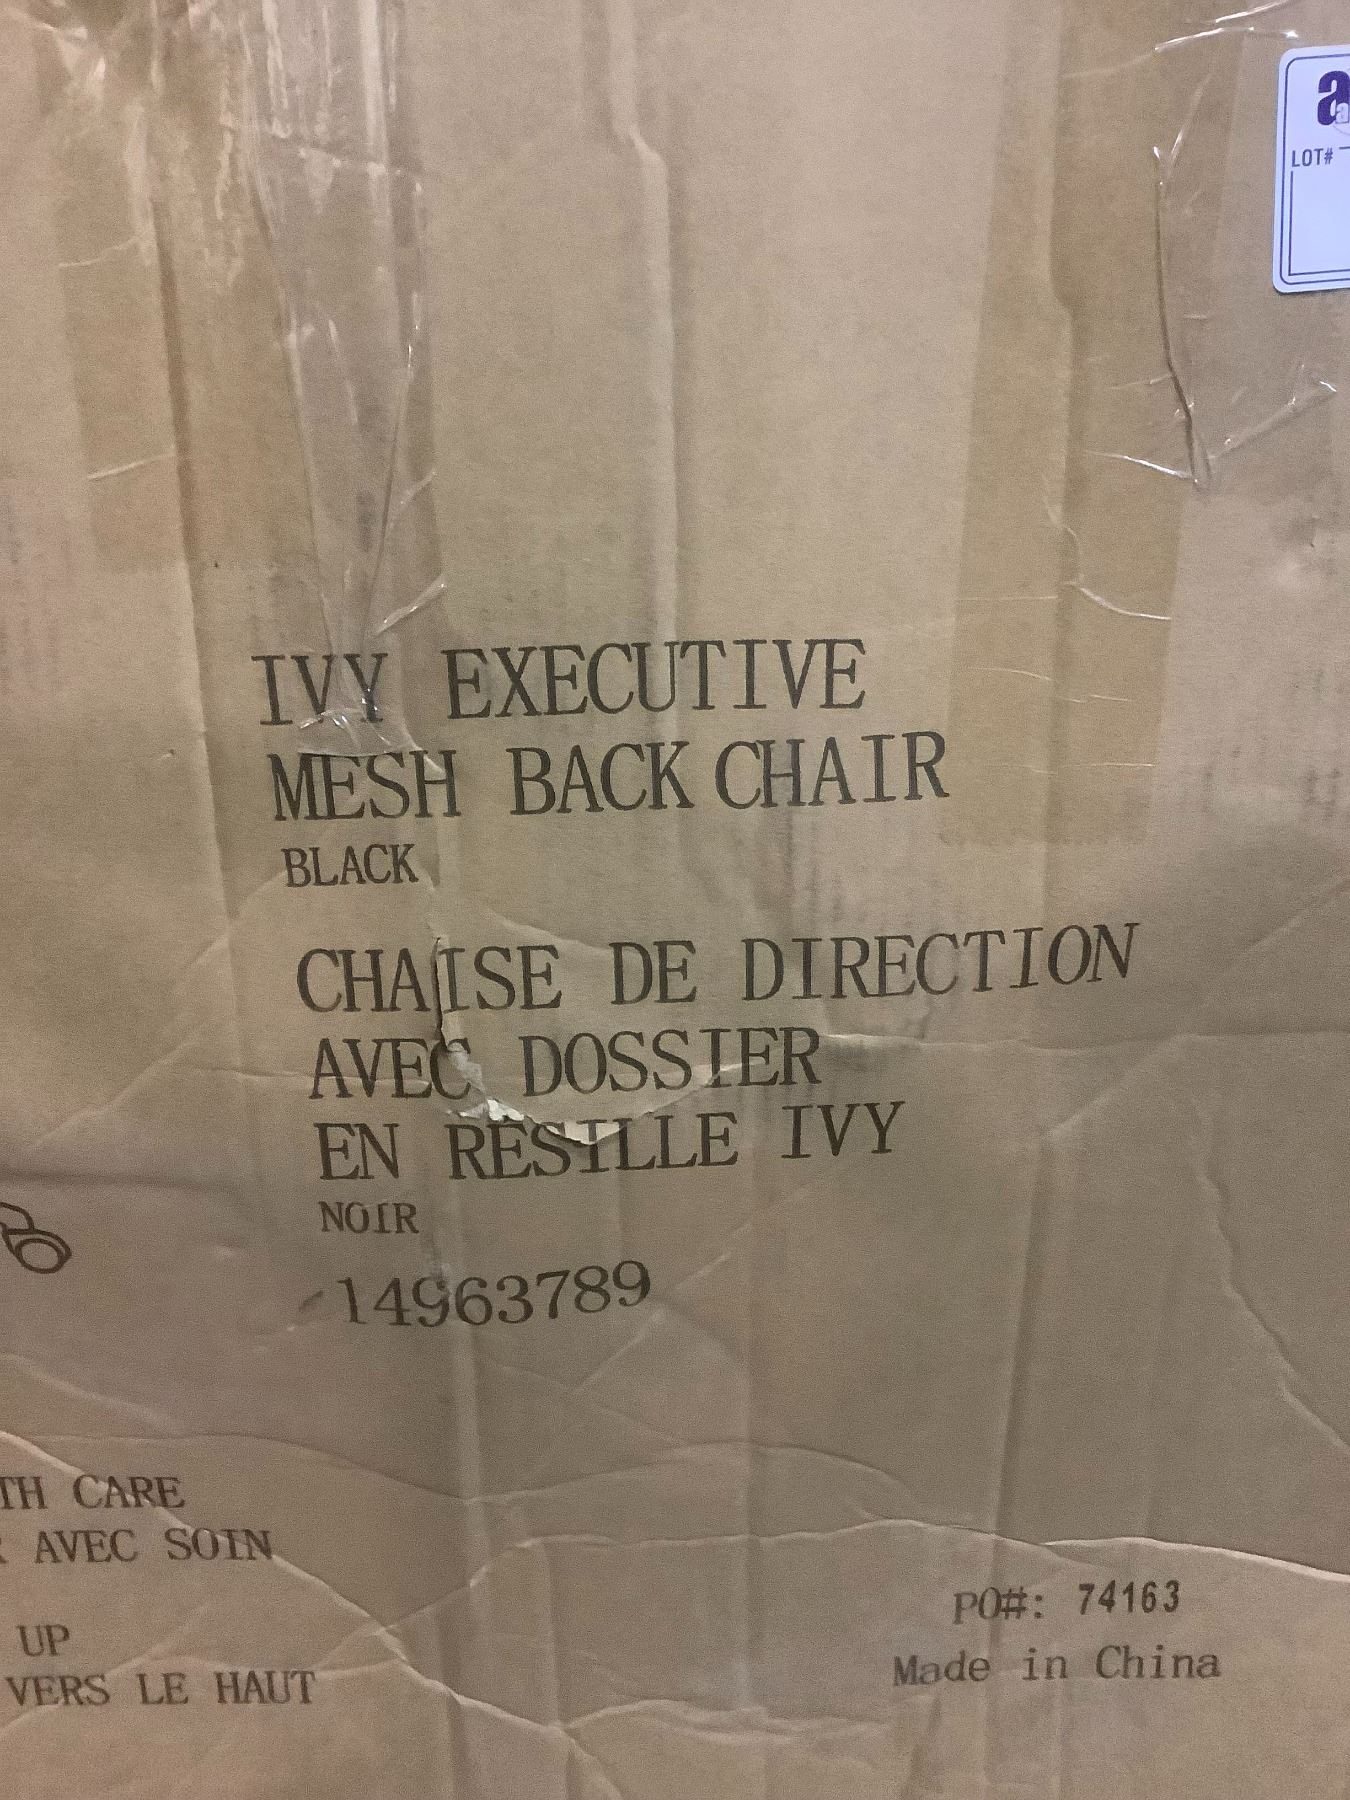 a
LOT#
IVY EXECUTIVE
MESH BACK CHAIR
BLACK
CHAISE DE DIRECTION
AVEC DOSSIER
EN RÉSILLE IVY
NOIR
14963789
TH CARE
AVEC SOIN
UP
VERS LE HAUT
PO#: 74163
Made in China